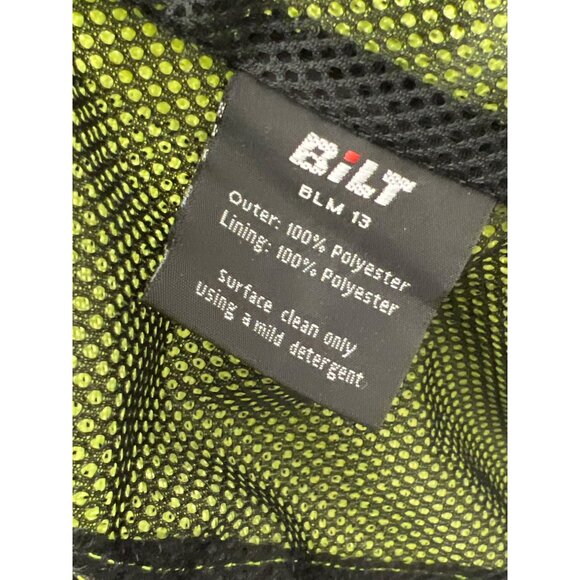 BiLT
BLM 13
Outer: 100% Polyester
Lining: 100% Polyester
Surface clean only
using a mild detergent